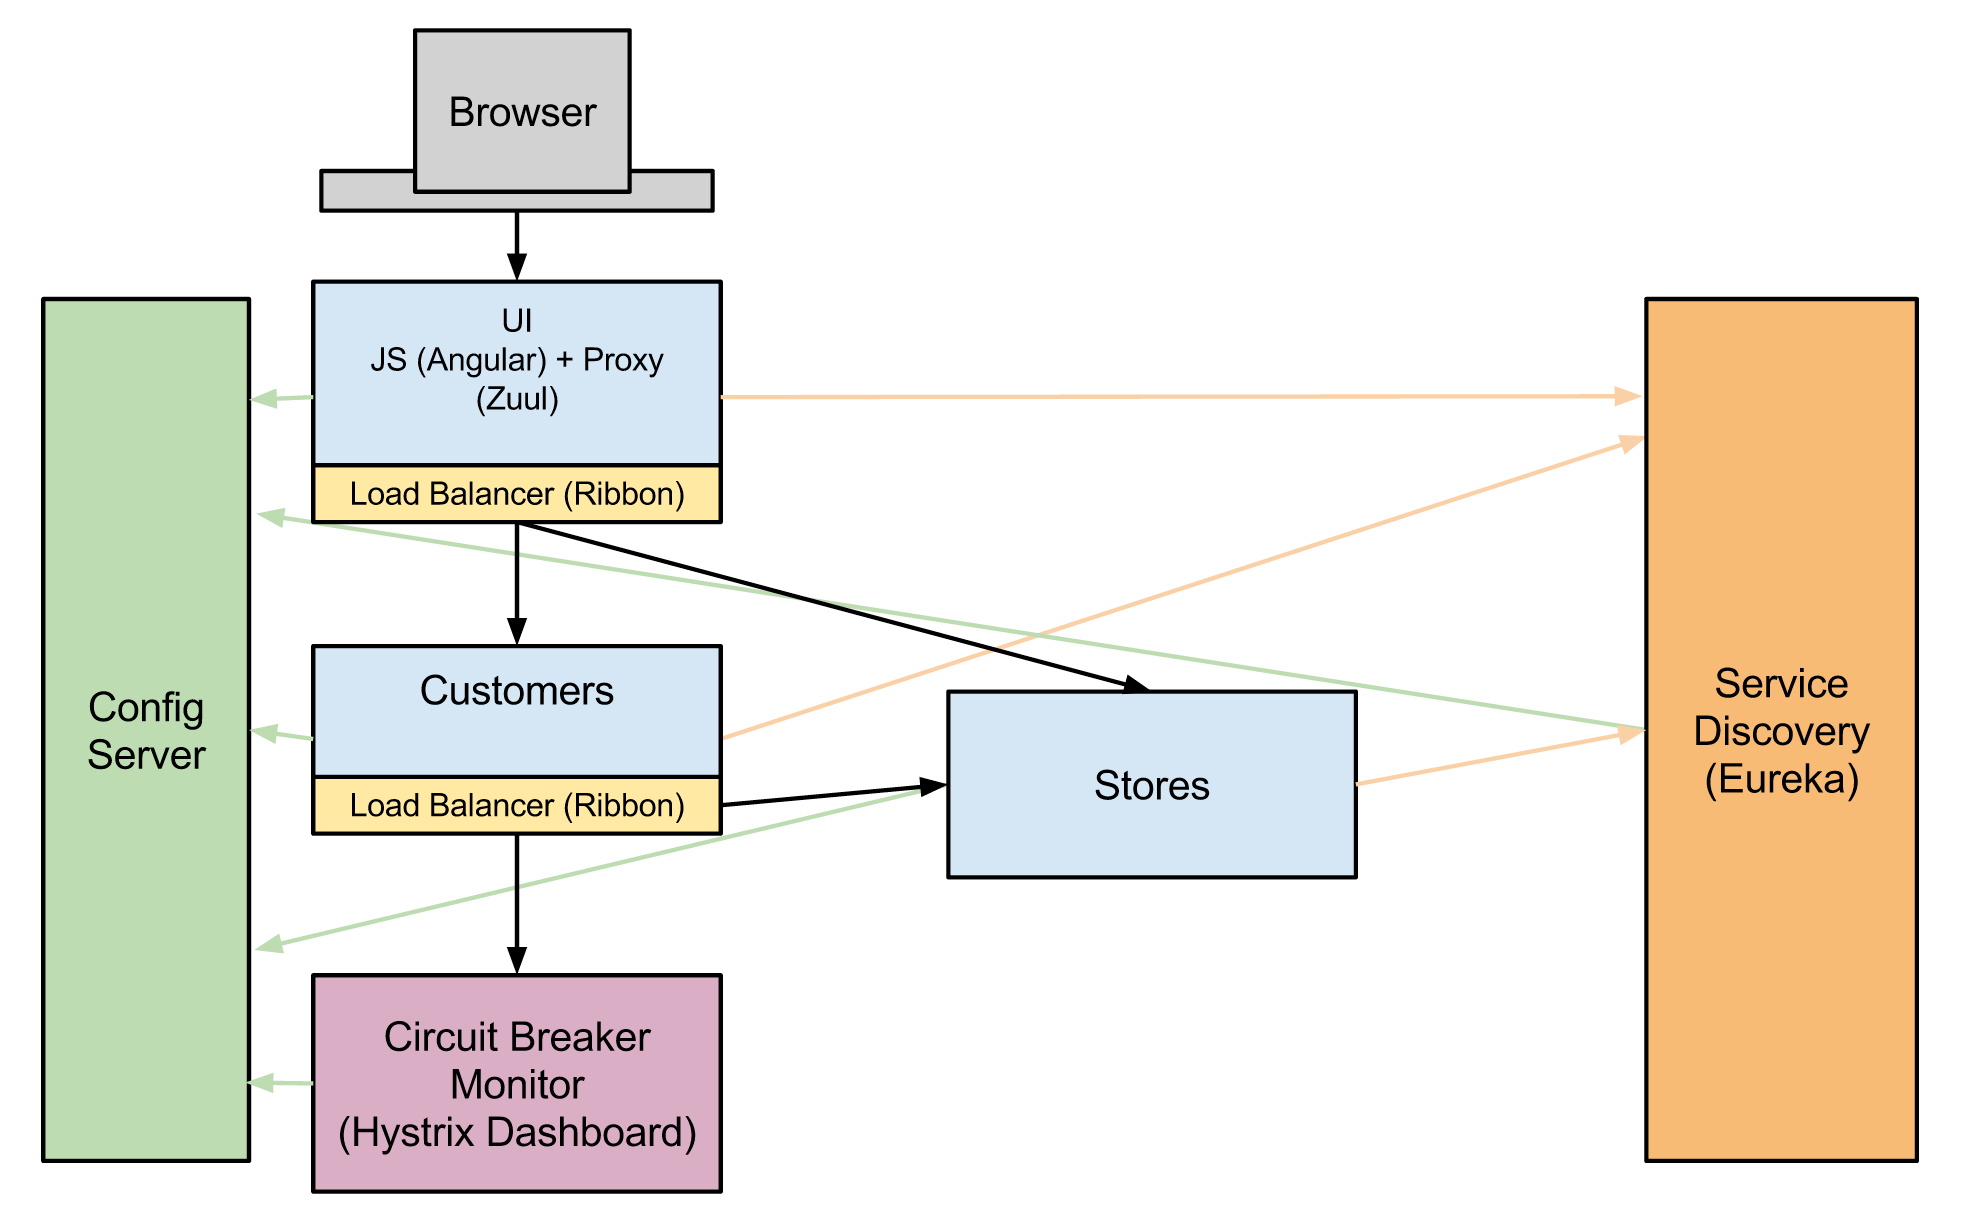 Browser
UI
JS (Angular) + Proxy
(Zuul)
Load Balancer (Ribbon)
Config
Server
Customers
Load Balancer (Ribbon)
Stores
Service
Discovery
(Eureka)
Circuit Breaker
Monitor
(Hystrix Dashboard)